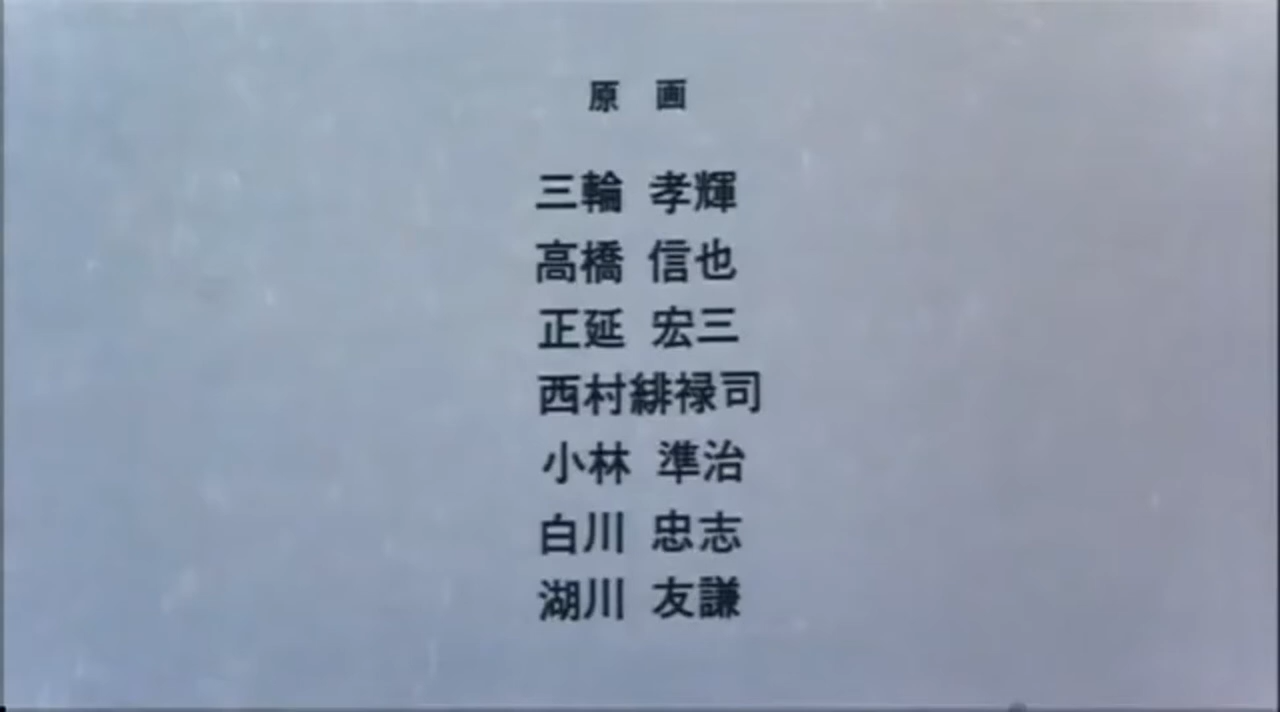 原 画
三輪 孝輝
高橋 信也
正延 宏三
西村緋禄司
小林 準治
白川 忠志
湖川 友謙